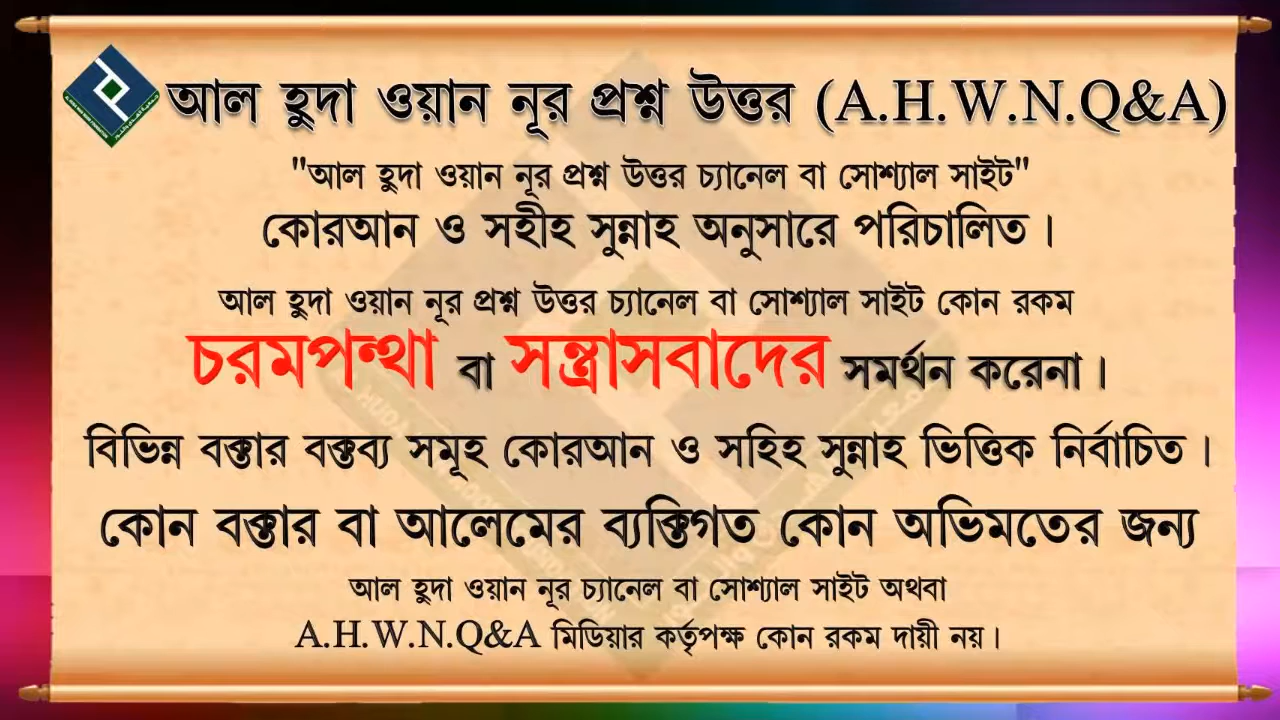 আল হুদা ওয়ান নূর প্রশ্ন উত্তর (A.H.W.N.Q&A)
"আল হুদা ওয়ান নূর প্রশ্ন উত্তর চ্যানেল বা সোশ্যাল সাইট"
কোরআন ও সহীহ সুন্নাহ অনুসারে পরিচালিত।
আল হুদা ওয়ান নূর প্রশ্ন উত্তর চ্যানেল বা সোশ্যাল সাইট কোন রকম
চরমপন্থা বা সন্ত্রাসবাদের সমর্থন করেনা।
বিভিন্ন বক্তার বক্তব্য সমূহ কোরআন ও সহিহ সুন্নাহ ভিত্তিক নির্বাচিত।
কোন বক্তার বা আলেমের ব্যক্তিগত কোন অভিমতের জন্য
আল হুদা ওয়ান নূর চ্যানেল বা সোশ্যাল সাইট অথবা
A.H.W.N.Q&A মিডিয়ার কর্তৃপক্ষ কোন রকম দায়ী নয়।